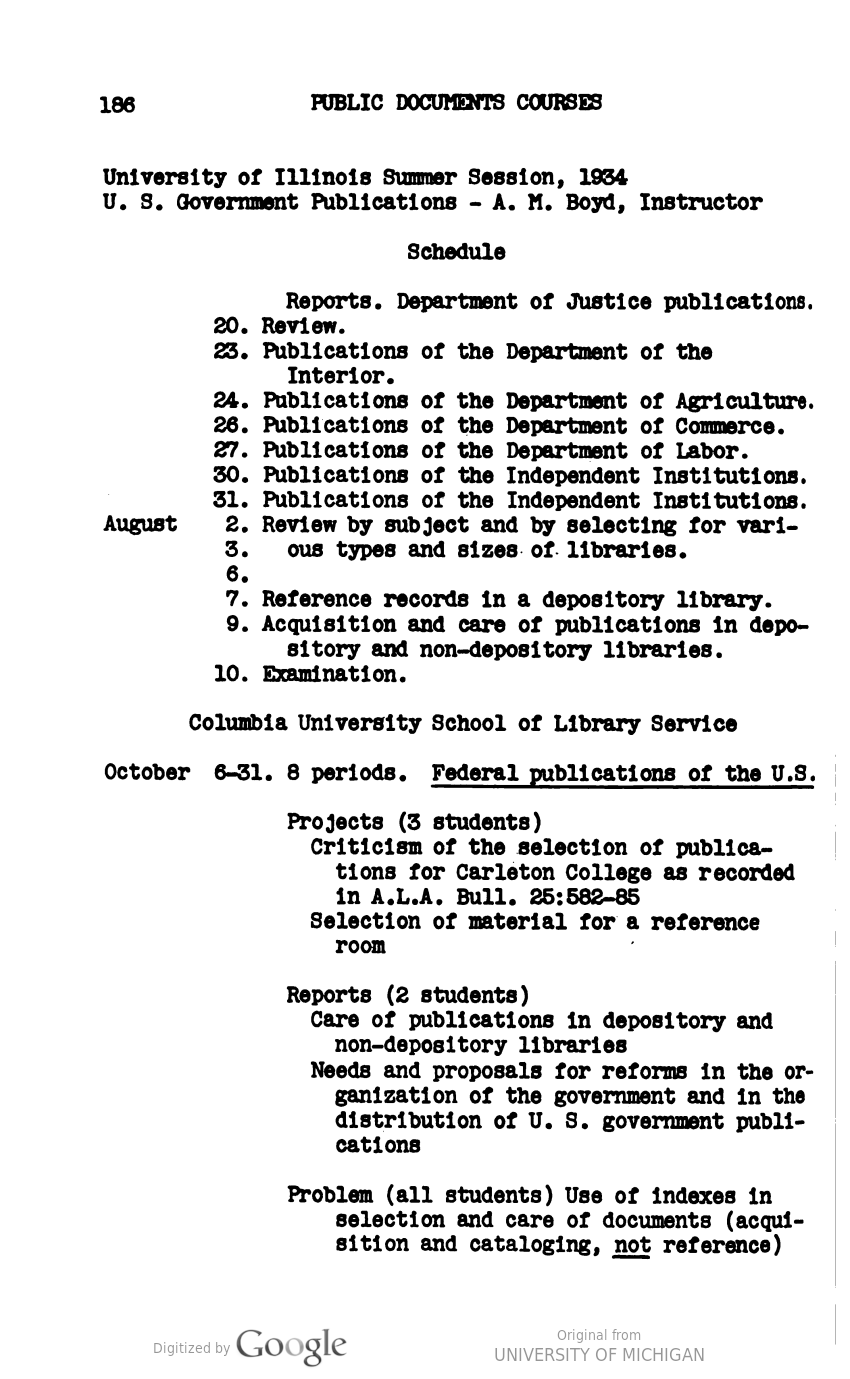 186 PUBLIC DOCUMENTS COURSES
University of Illinois Summer Session, 1934
U. S. Government Publications - A. M. Boyd, Instructor
Schedule
Reports. Department of Justice publications.
20. Review.
23. Publications of the Department of the
Interior.
24. Publications of the Department of Agriculture.
26. Publications of the Department of Commerce.
27. Publications of the Department of Labor.
30. Publications of the Independent Institutions.
31. Publications of the Independent Institutions.
August 2. Review by subject and by selecting for vari-
3. ous types and sizes of libraries.
6.
7. Reference records in a depository library.
9. Acquisition and care of publications in depo-
sitory and non-depository libraries.
10. Examination.
Columbia University School of Library Service
October 6-31. 8 periods. Federal publications of the U.S.
Projects (3 students)
Criticism of the selection of publica-
tions for Carleton College as recorded
in A.L.A. Bull. 25:582-85
Selection of material for a reference
room
Reports (2 students)
Care of publications in depository and
non-depository libraries
Needs and proposals for reforms in the or-
ganization of the government and in the
distribution of U. S. government publi-
cations
Problem (all students) Use of indexes in
selection and care of documents (acqui-
sition and cataloging, not reference)
Digitized by Google
Original from
UNIVERSITY OF MICHIGAN